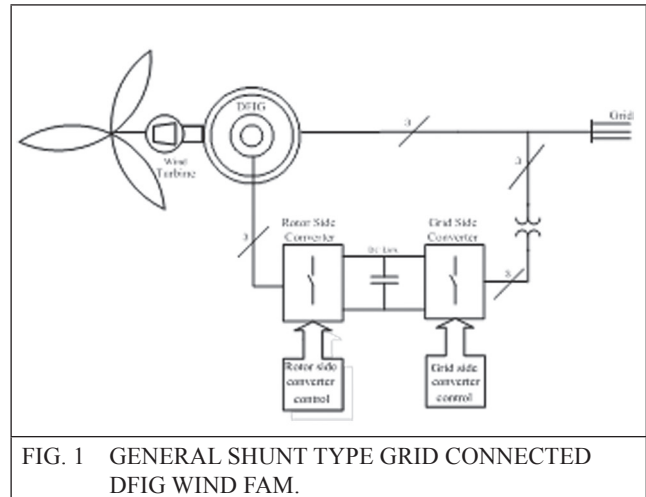 DFIG
3
Grid
Wind
Turbine
3
Rotor Side
Converter
Grid Side
Converter
3
DC Link
3
Rotor side
converter
control
Grid side
converter
control
FIG. 1 GENERAL SHUNT TYPE GRID CONNECTED
DFIG WIND FAM.